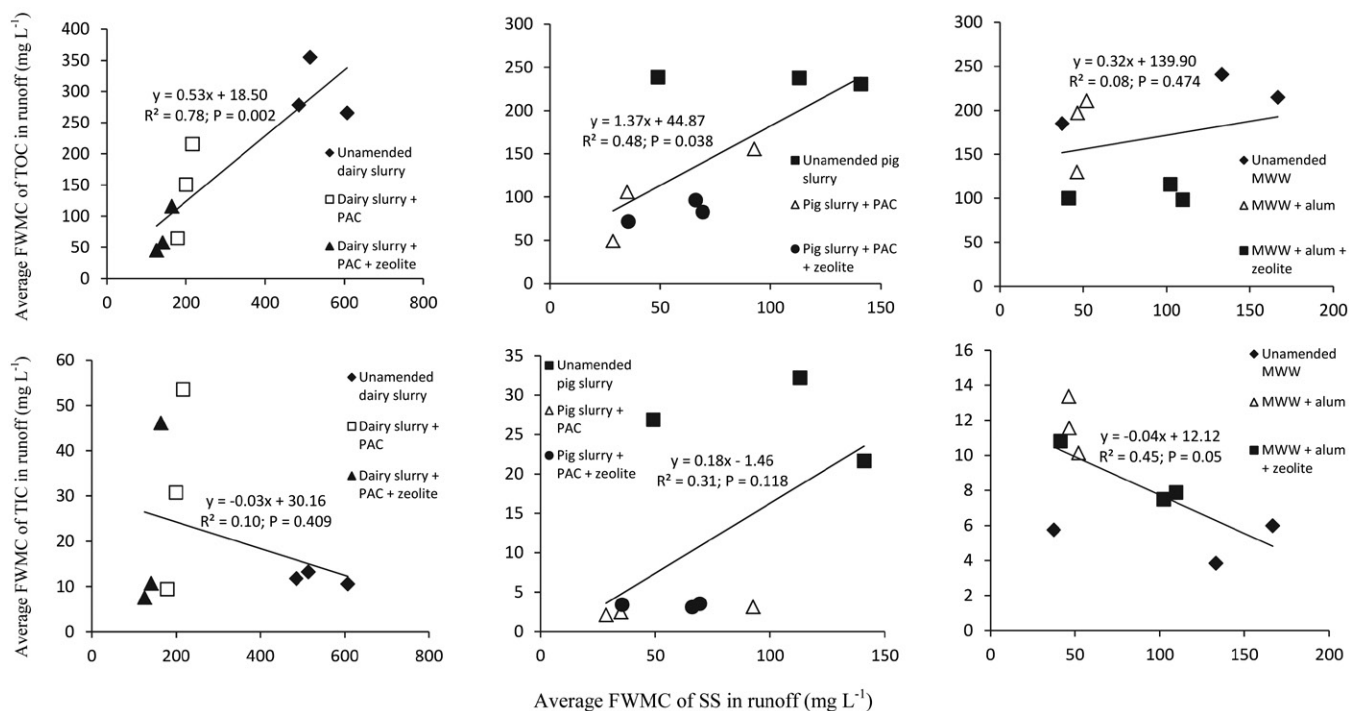 Average FWMC of TOC in runoff (mg L-1)
400
350
300
250
200
150
100
50
0
0 200 400 600 800
y = 0.53x + 18.50
R² = 0.78; P = 0.002
Unamended
dairy slurry
Dairy slurry +
PAC
Dairy slurry +
PAC + zeolite
300
250
200
150
100
50
0
0 50 100 150
y = 1.37x + 44.87
R² = 0.48; P = 0.038
Unamended pig
slurry
Pig slurry + PAC
Pig slurry + PAC
+ zeolite
300
250
200
150
100
50
0
0 50 100 150 200
y = 0.32x + 139.90
R² = 0.08; P = 0.474
Unamended
MWW
MWW + alum
MWW + alum +
zeolite
Average FWMC of TIC in runoff (mg L-1)
60
50
40
30
20
10
0
0 200 400 600 800
y = -0.03x + 30.16
R² = 0.10; P = 0.409
Unamended
dairy slurry
Dairy slurry +
PAC
Dairy slurry +
PAC + zeolite
35
30
25
20
15
10
5
0
0 50 100 150
Unamended
pig slurry
Pig slurry +
PAC
Pig slurry +
PAC + zeolite
y = 0.18x - 1.46
R² = 0.31; P = 0.118
16
14
12
10
8
6
4
2
0
0 50 100 150 200
y = -0.04x + 12.12
R² = 0.45; P = 0.05
Unamended
MWW
MWW + alum
MWW + alum
+ zeolite
Average FWMC of SS in runoff (mg L-1)